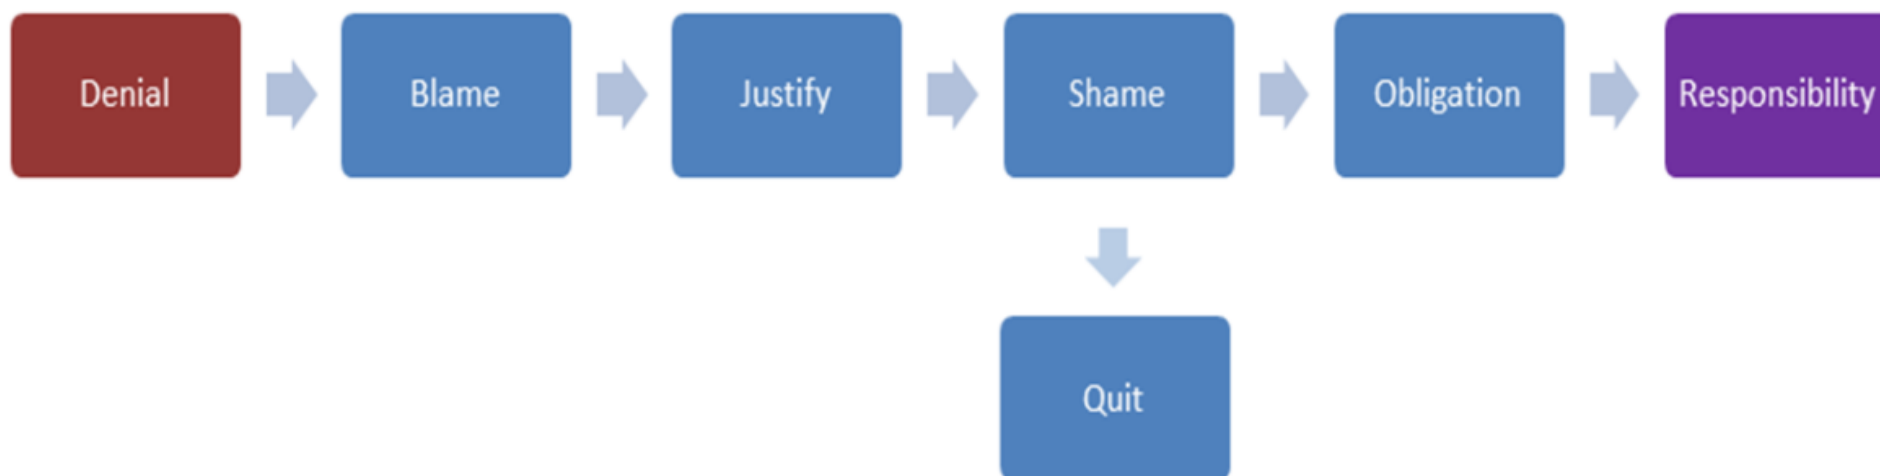 Denial
Blame
Justify
Shame
Obligation
Responsibility
Quit